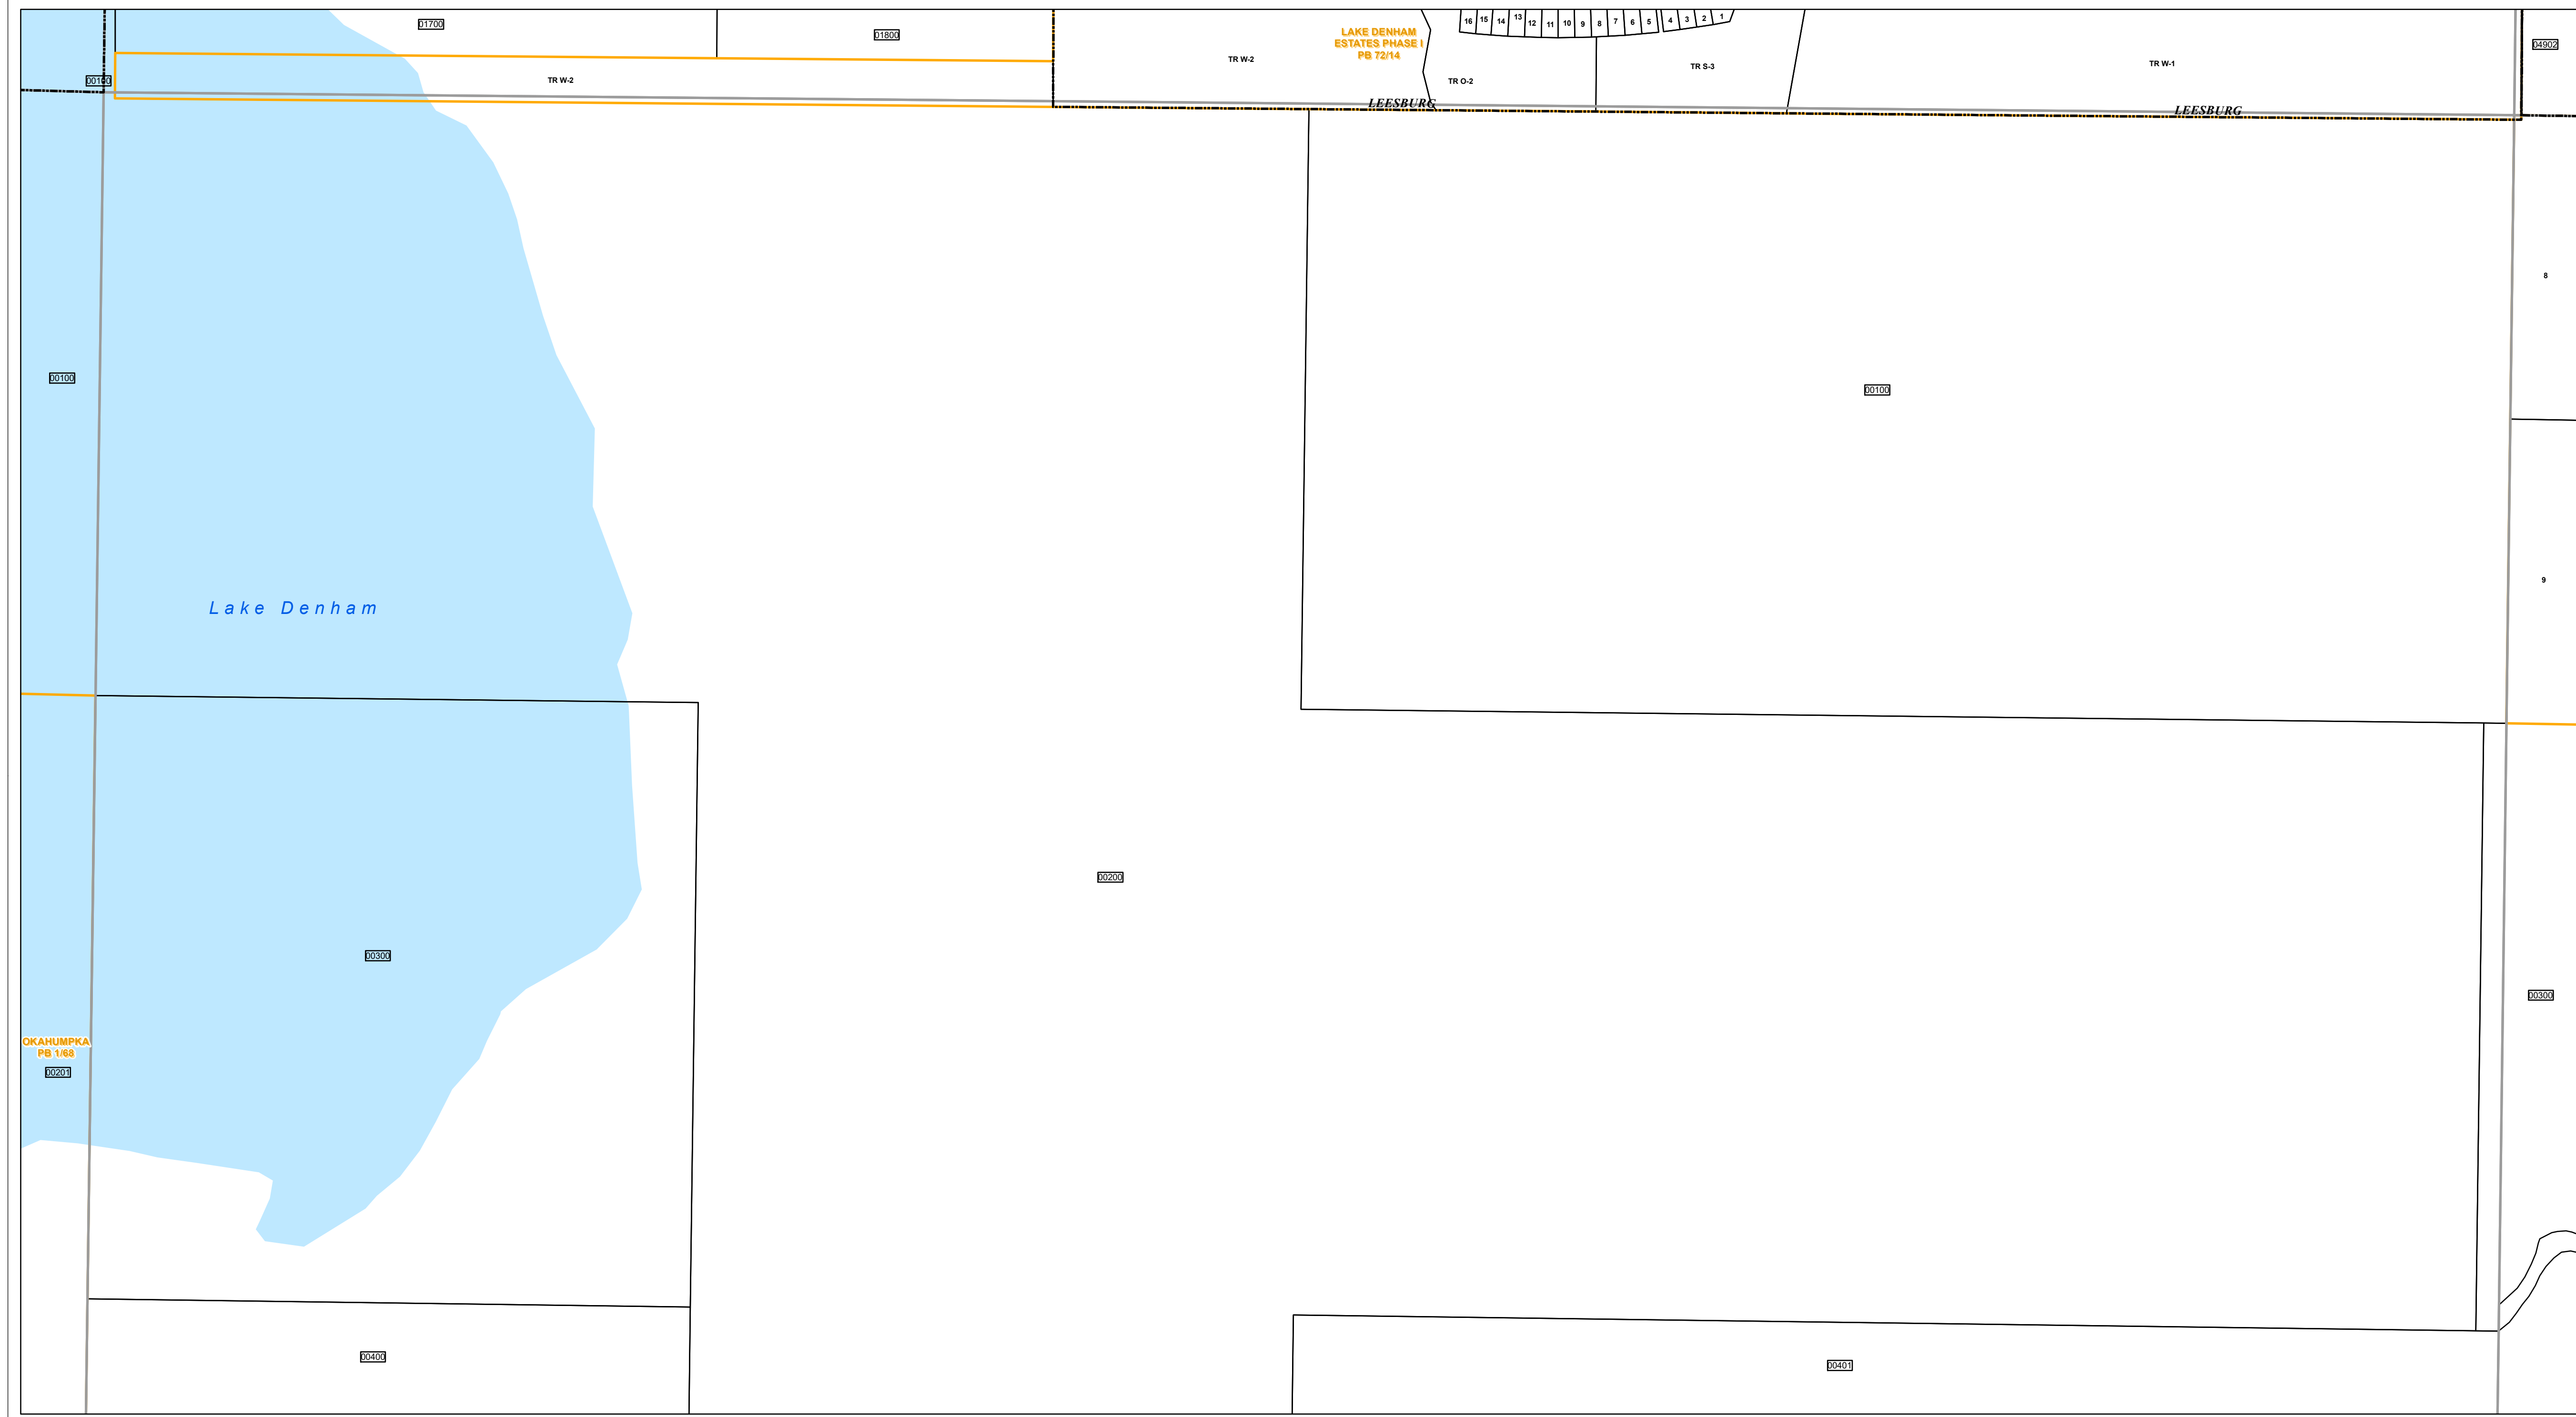 01700
01800
LAKE DENHAM
ESTATES PHASE I
PB 72/14
16 15 14 13 12 11 10 9 8 7 6 5 4 3 2 1
04902
00100
TR W-2
TR W-2
TR O-2
TR S-3
TR W-1
LEESBURG
LEESBURG
8
00100
00100
9
Lake Denham
00200
00300
00300
OKAHUMPKA
PB 1/68
00201
00400
00401